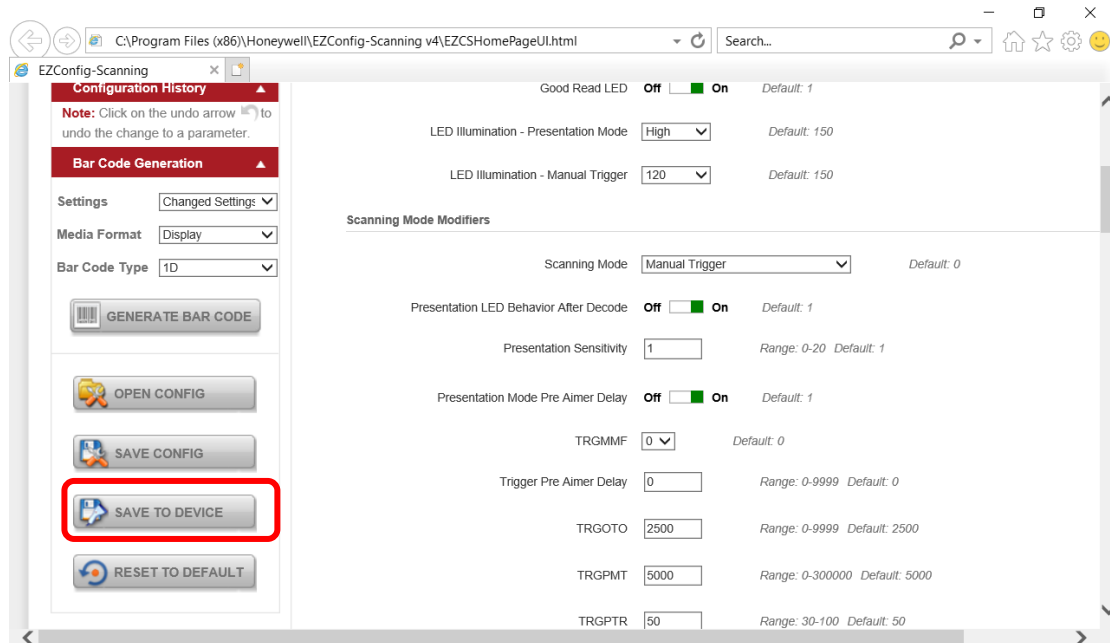 C:\Program Files (x86)\Honeywell\EZConfig-Scanning v4\EZCSHomePageUI.html
Search...
EZConfig-Scanning
Configuration History
Note: Click on the undo arrow to
undo the change to a parameter.
Bar Code Generation
Settings Changed Settings
Media Format Display
Bar Code Type 1D
GENERATE BAR CODE
OPEN CONFIG
SAVE CONFIG
SAVE TO DEVICE
RESET TO DEFAULT
Good Read LED Off On Default: 1
LED Illumination - Presentation Mode High Default: 150
LED Illumination - Manual Trigger 120 Default: 150
Scanning Mode Modifiers
Scanning Mode Manual Trigger Default: 0
Presentation LED Behavior After Decode Off On Default: 1
Presentation Sensitivity 1 Range: 0-20 Default: 1
Presentation Mode Pre Aimer Delay Off On Default: 1
TRGMMF 0 Default: 0
Trigger Pre Aimer Delay 0 Range: 0-9999 Default: 0
TRGOTO 2500 Range: 0-9999 Default: 2500
TRGPMT 5000 Range: 0-300000 Default: 5000
TRGPTR 50 Range: 30-100 Default: 50